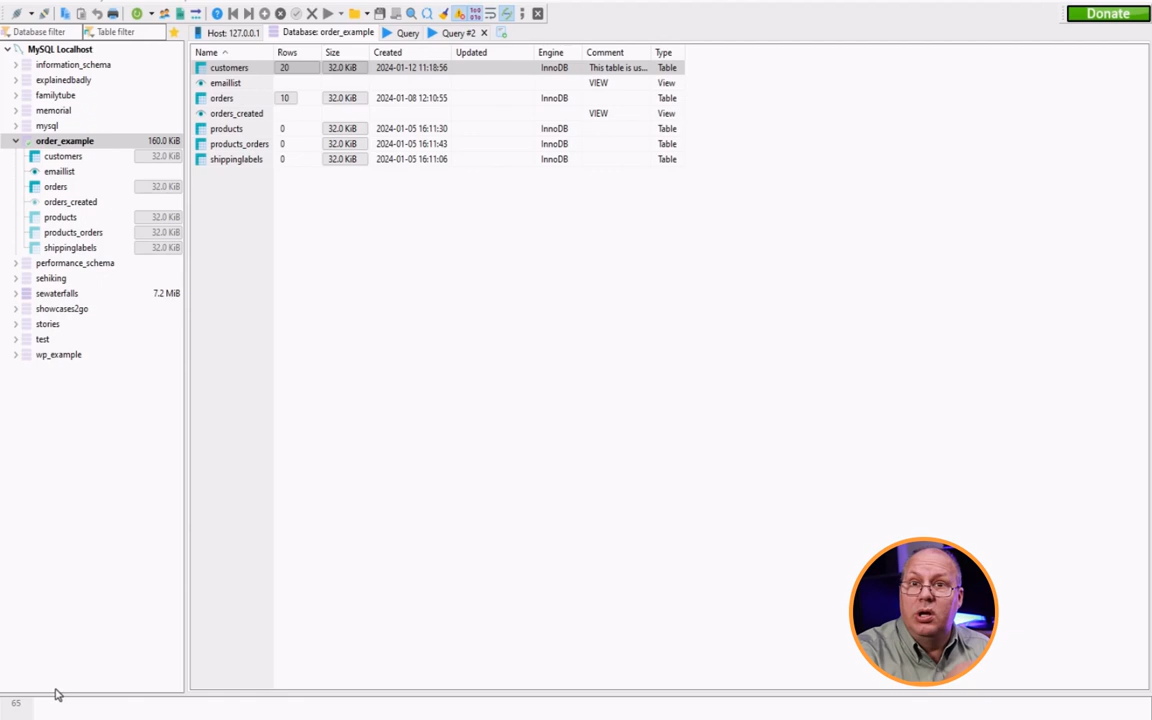 Donate
Database filter
Table filter
Host: 127.0.0.1
Database: order_example
Query
Query #2
MySQL Localhost
information_schema
explainedbadly
familytube
memorial
mysql
order_example 160.0 KiB
customers 32.0 KiB
emaillist
orders 32.0 KiB
orders_created
products 32.0 KiB
products_orders 32.0 KiB
shippinglabels 32.0 KiB
performance_schema
sehiking
sewaterfalls 7.2 MiB
showcases2go
stories
test
wp_example
Name Rows Size Created Updated Engine Comment Type
customers 20 32.0 KiB 2024-01-12 11:18:56 InnoDB This table is us... Table
emaillist VIEW View
orders 10 32.0 KiB 2024-01-08 12:10:55 InnoDB Table
orders_created VIEW View
products 0 32.0 KiB 2024-01-05 16:11:30 InnoDB Table
products_orders 0 32.0 KiB 2024-01-05 16:11:43 InnoDB Table
shippinglabels 0 32.0 KiB 2024-01-05 16:11:06 InnoDB Table
65